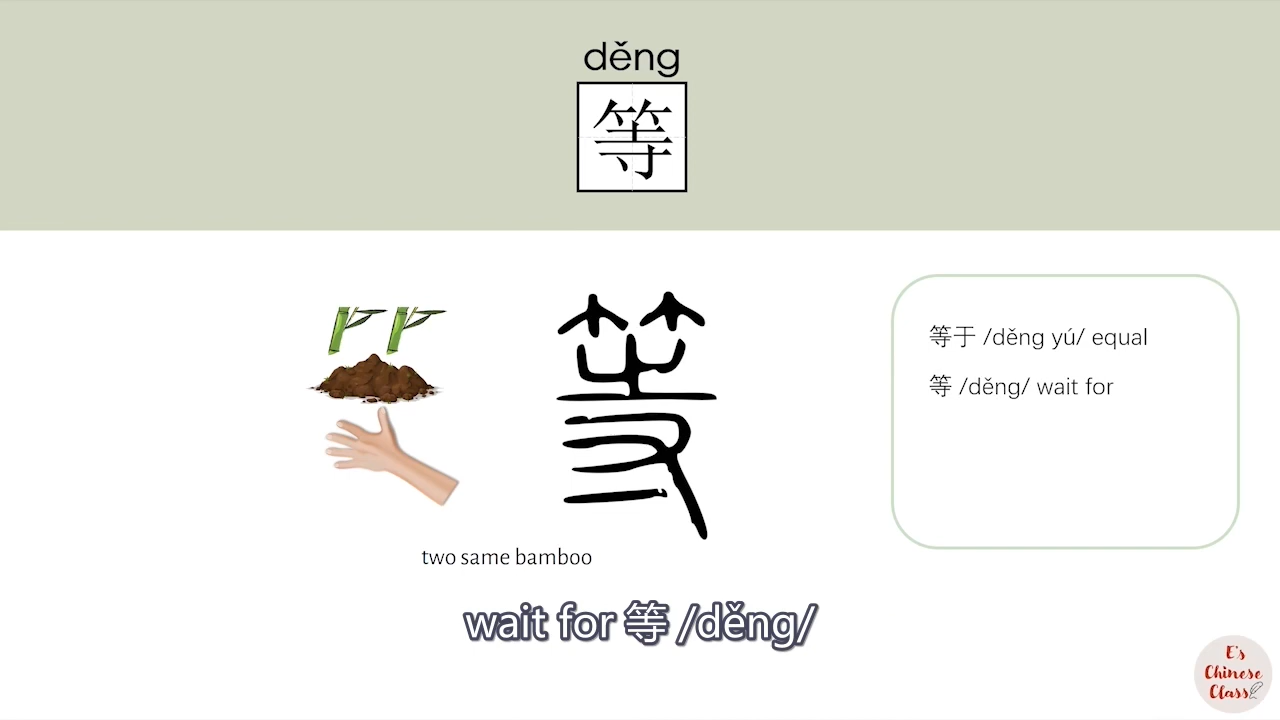 děng
等
等
等于 /děng yú/ equal
等 /děng/ wait for
two same bamboo
wait for 等 /děng/
E's
Chinese
Class